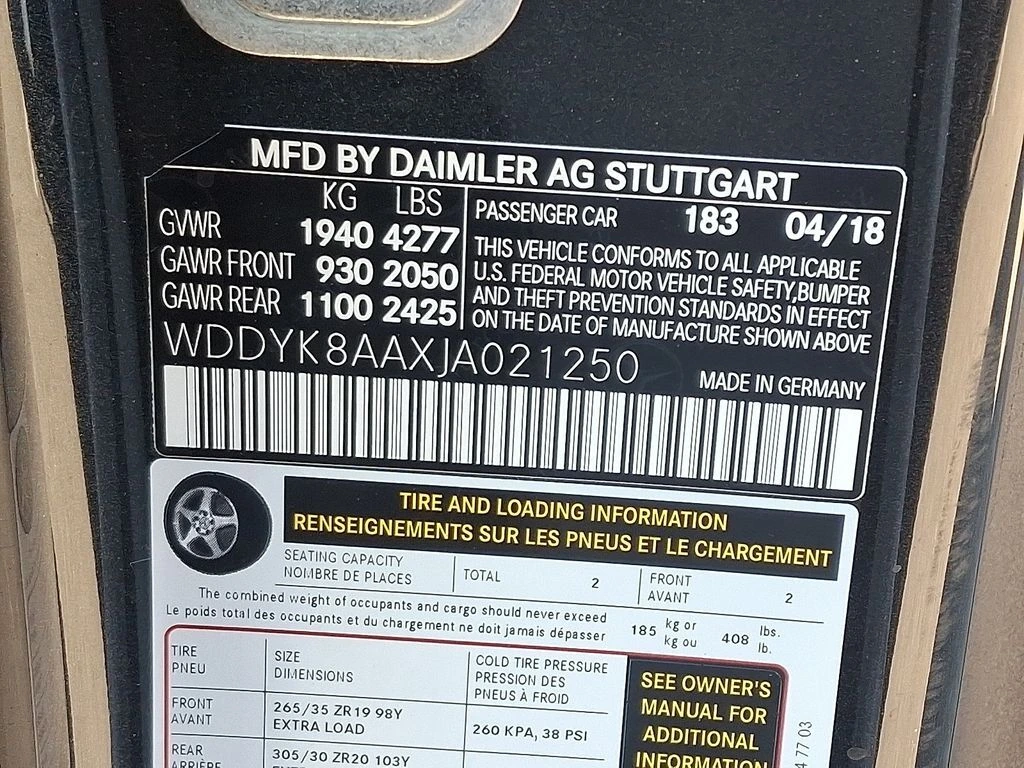 MFD BY DAIMLER AG STUTTGART
KG LBS
GVWR 1940 4277
GAWR FRONT 930 2050
GAWR REAR 1100 2425
PASSENGER CAR 183 04/18
THIS VEHICLE CONFORMS TO ALL APPLICABLE
U.S. FEDERAL MOTOR VEHICLE SAFETY,BUMPER
AND THEFT PREVENTION STANDARDS IN EFFECT
ON THE DATE OF MANUFACTURE SHOWN ABOVE
WDDYK8AAXJA021250
MADE IN GERMANY
TIRE AND LOADING INFORMATION
RENSEIGNEMENTS SUR LES PNEUS ET LE CHARGEMENT
SEATING CAPACITY
NOMBRE DE PLACES
TOTAL 2
FRONT
AVANT
2
The combined weight of occupants and cargo should never exceed
Le poids total des occupants et du chargement ne doit jamais dépasser
185 kg or
kg ou
408 lbs.
lb.
TIRE
PNEU
SIZE
DIMENSIONS
COLD TIRE PRESSURE
PRESSION DES
PNEUS À FROID
FRONT
AVANT
265/35 ZR19 98Y
EXTRA LOAD
260 KPA, 38 PSI
REAR
ARRIÈRE
305/30 ZR20 103Y
SEE OWNER'S
MANUAL FOR
ADDITIONAL
INFORMATION
4 77 03